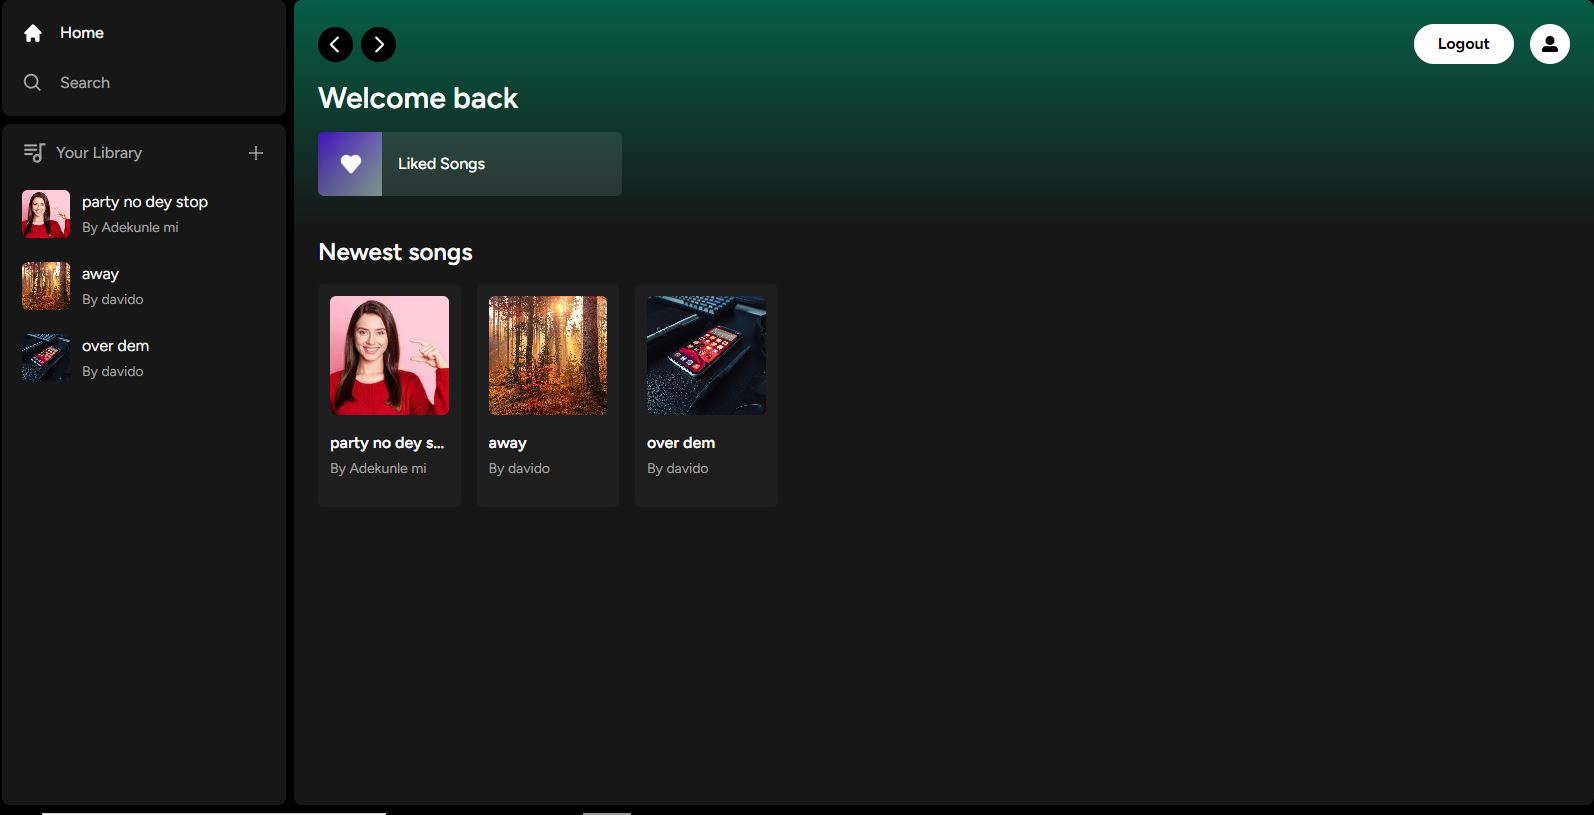 Home
Search
Your Library
party no dey stop
By Adekunle mi
away
By davido
over dem
By davido
Logout
Welcome back
Liked Songs
Newest songs
party no dey s...
By Adekunle mi
away
By davido
over dem
By davido